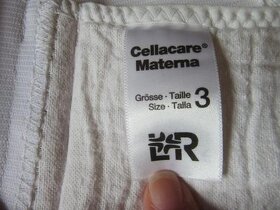 Cellacare®
Materna
Grösse · Taille
Size · Talla 3
L&R